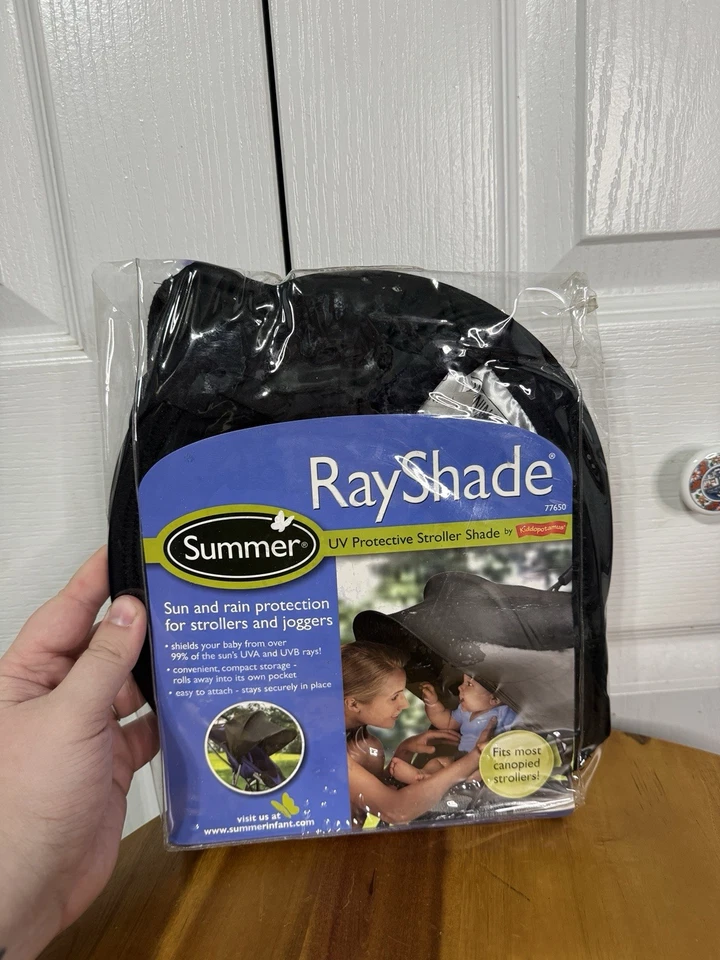 RayShade®
77650
Summer®
UV Protective Stroller Shade by Kiddopotamus®
Sun and rain protection
for strollers and joggers
• shields your baby from over
99% of the sun's UVA and UVB rays!
• convenient, compact storage -
rolls away into its own pocket
• easy to attach - stays securely in place
Fits most
canopied
strollers!
visit us at
www.summerinfant.com